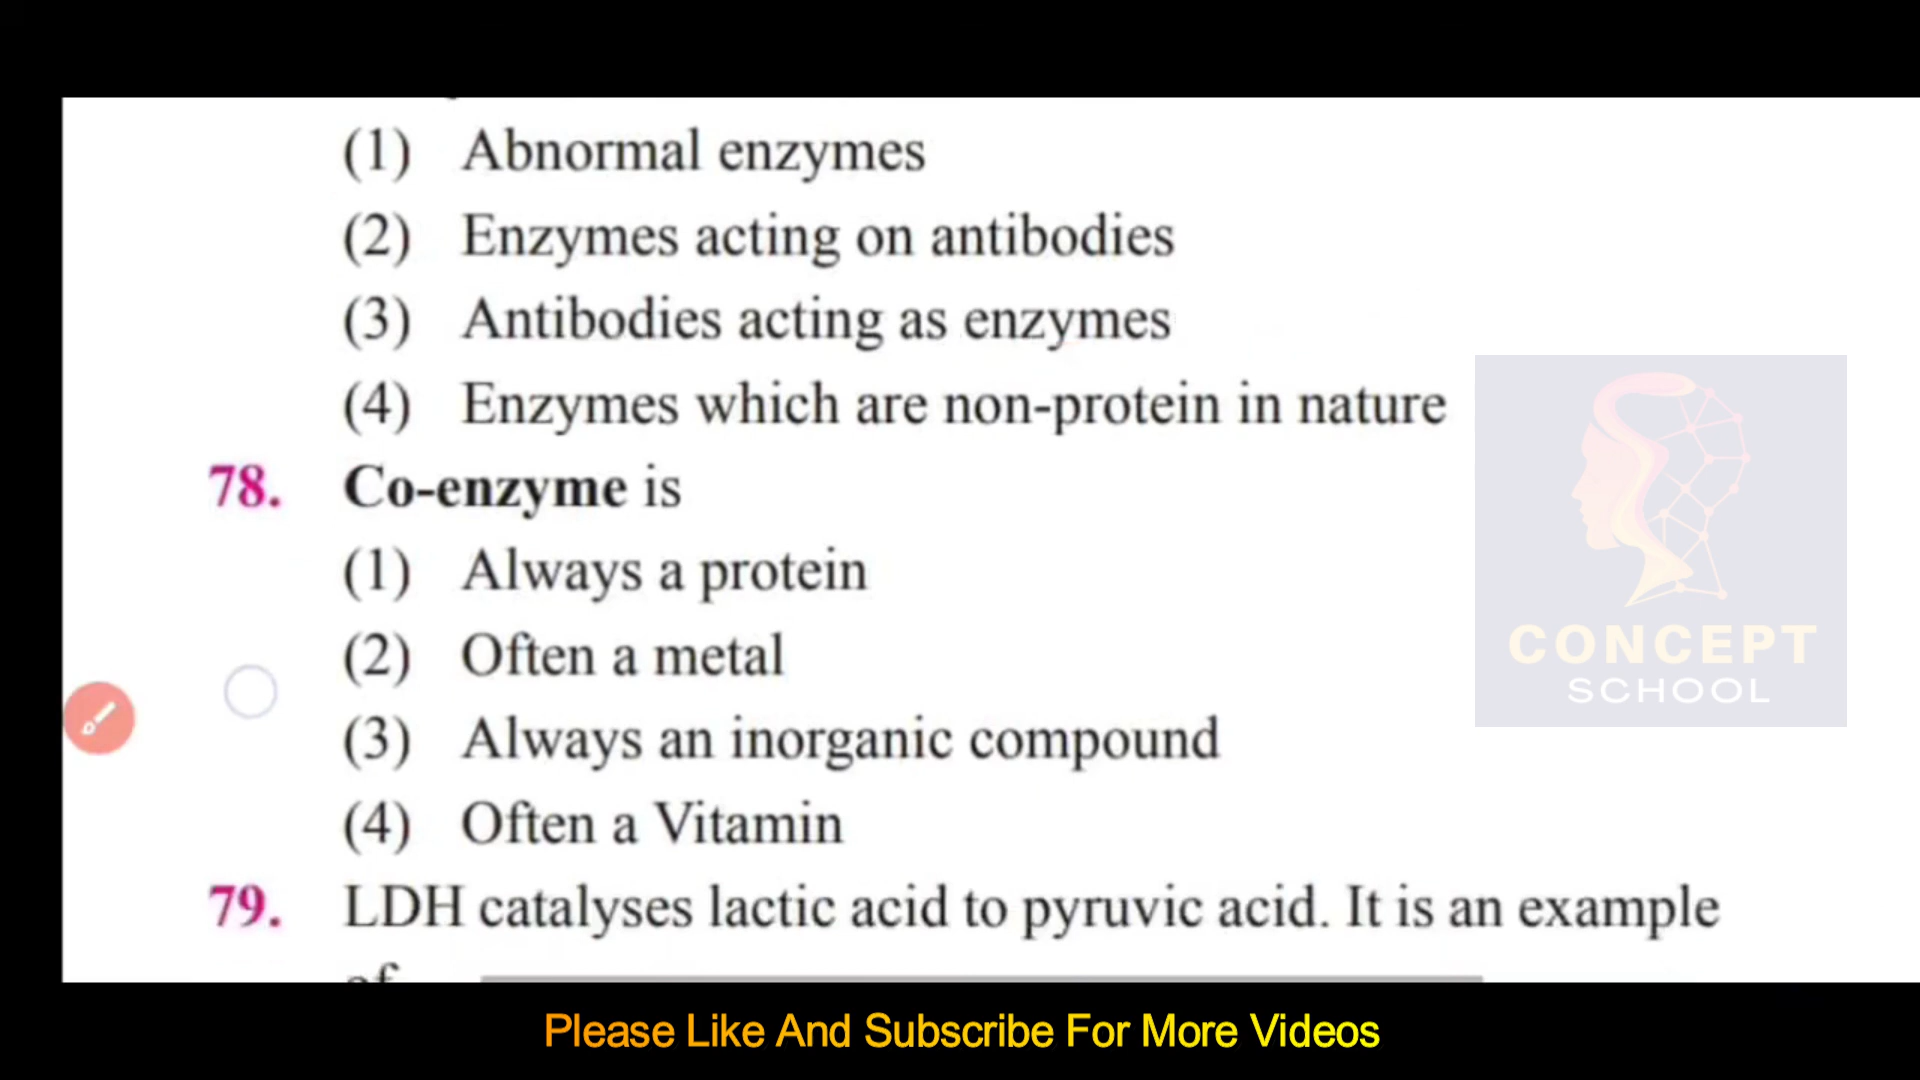 (1) Abnormal enzymes
(2) Enzymes acting on antibodies
(3) Antibodies acting as enzymes
(4) Enzymes which are non-protein in nature
78. Co-enzyme is
(1) Always a protein
(2) Often a metal
(3) Always an inorganic compound
(4) Often a Vitamin
79. LDH catalyses lactic acid to pyruvic acid. It is an example
of
CONCEPT
SCHOOL
Please Like And Subscribe For More Videos